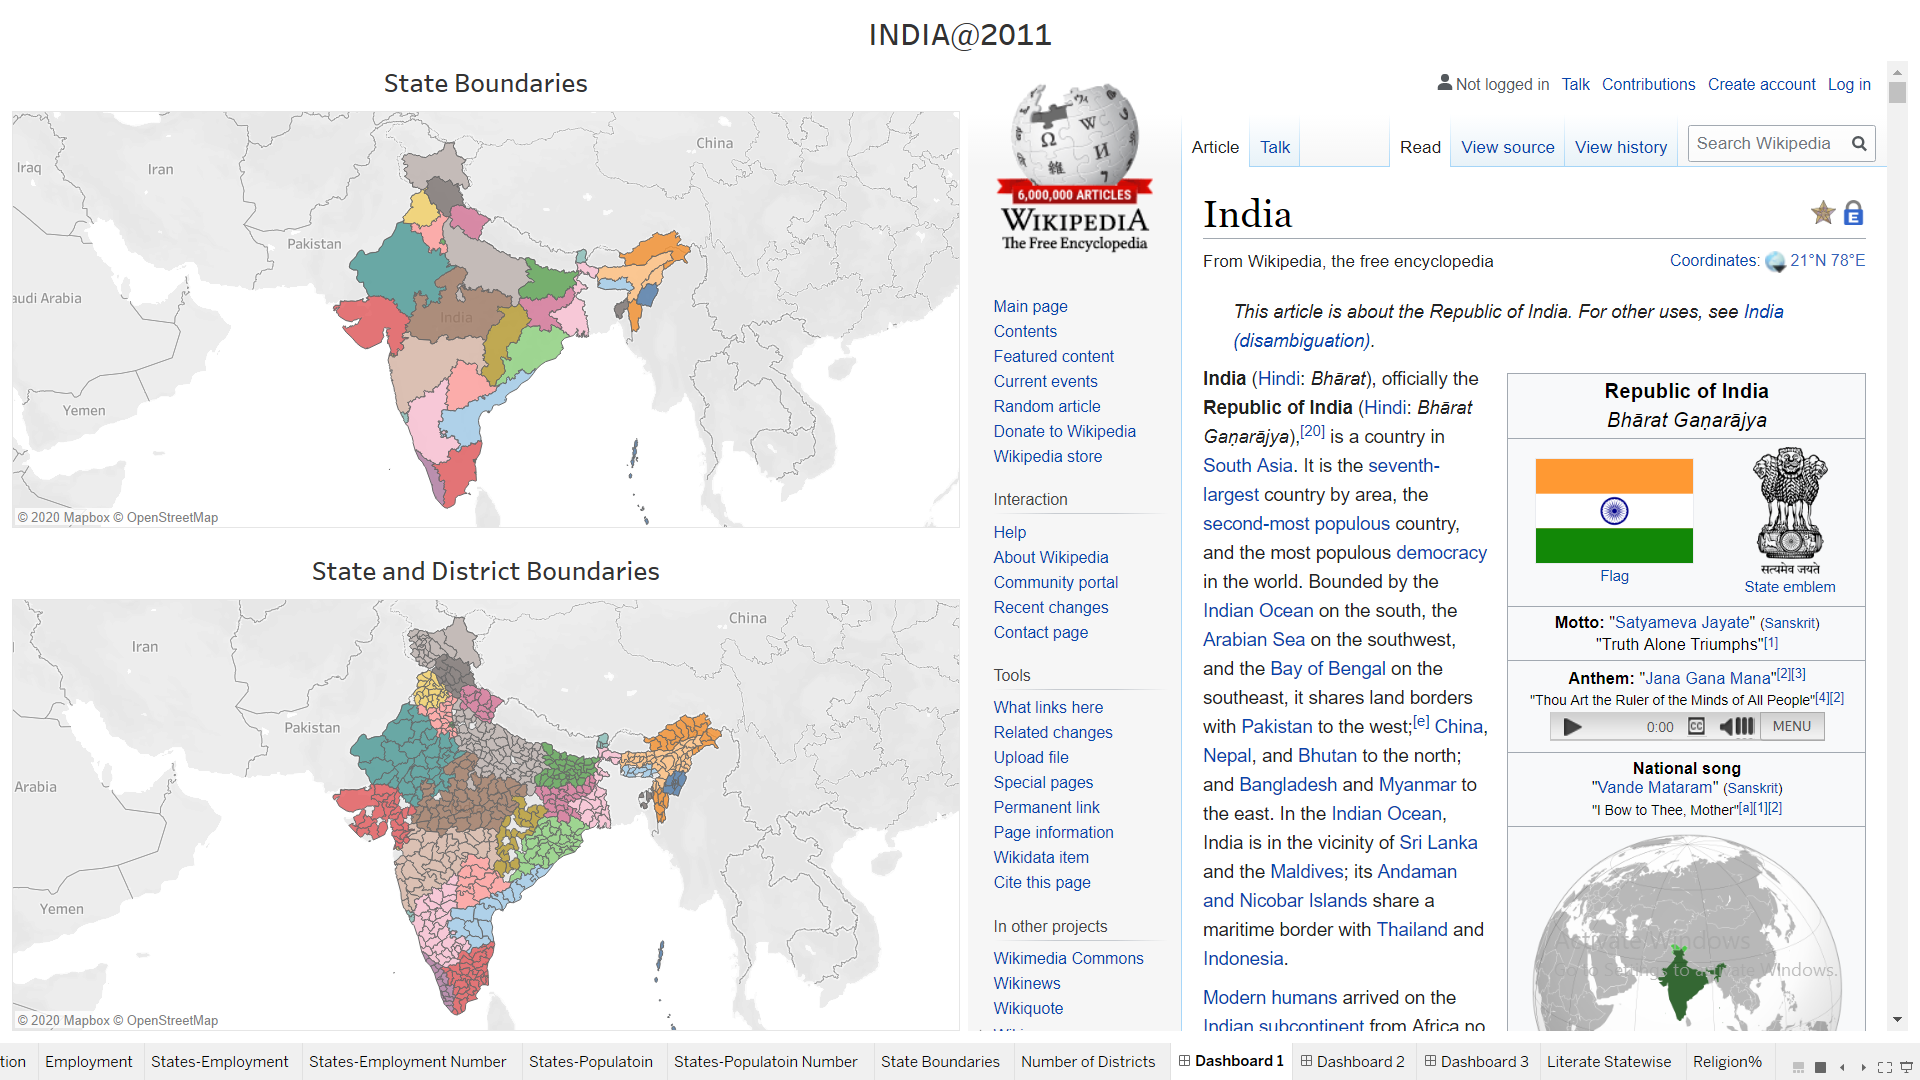 INDIA@2011
State Boundaries
Iraq
Iran
China
Pakistan
audi Arabia
India
Yemen
© 2020 Mapbox © OpenStreetMap
State and District Boundaries
Iran
China
Pakistan
Arabia
Yemen
© 2020 Mapbox © OpenStreetMap
6,000,000 ARTICLES
WIKIPEDIA
The Free Encyclopedia
Main page
Contents
Featured content
Current events
Random article
Donate to Wikipedia
Wikipedia store
Interaction
Help
About Wikipedia
Community portal
Recent changes
Contact page
Tools
What links here
Related changes
Upload file
Special pages
Permanent link
Page information
Wikidata item
Cite this page
In other projects
Wikimedia Commons
Wikinews
Wikiquote
Not logged in Talk Contributions Create account Log in
Article Talk Read View source View history Search Wikipedia
India
From Wikipedia, the free encyclopedia
Coordinates: 21°N 78°E
This article is about the Republic of India. For other uses, see India
(disambiguation).
India (Hindi: Bhārat), officially the
Republic of India (Hindi: Bhārat
Gaṇarājya),[20] is a country in
South Asia. It is the seventh-
largest country by area, the
second-most populous country,
and the most populous democracy
in the world. Bounded by the
Indian Ocean on the south, the
Arabian Sea on the southwest,
and the Bay of Bengal on the
southeast, it shares land borders
with Pakistan to the west;[e] China,
Nepal, and Bhutan to the north;
and Bangladesh and Myanmar to
the east. In the Indian Ocean,
India is in the vicinity of Sri Lanka
and the Maldives; its Andaman
and Nicobar Islands share a
maritime border with Thailand and
Indonesia.
Modern humans arrived on the
Indian subcontinent from Africa no
Republic of India
Bhārat Gaṇarājya
सत्यमेव जयते
Flag
State emblem
Motto: "Satyameva Jayate" (Sanskrit)
"Truth Alone Triumphs"[1]
Anthem: "Jana Gana Mana"[2][3]
"Thou Art the Ruler of the Minds of All People"[4][2]
0:00 CC MENU
National song
"Vande Mataram" (Sanskrit)
"I Bow to Thee, Mother"[a][1][2]
Activate Windows
Go to Settings to activate Windows.
tion Employment States-Employment States-Employment Number States-Populatoin States-Populatoin Number State Boundaries Number of Districts Dashboard 1 Dashboard 2 Dashboard 3 Literate Statewise Religion%